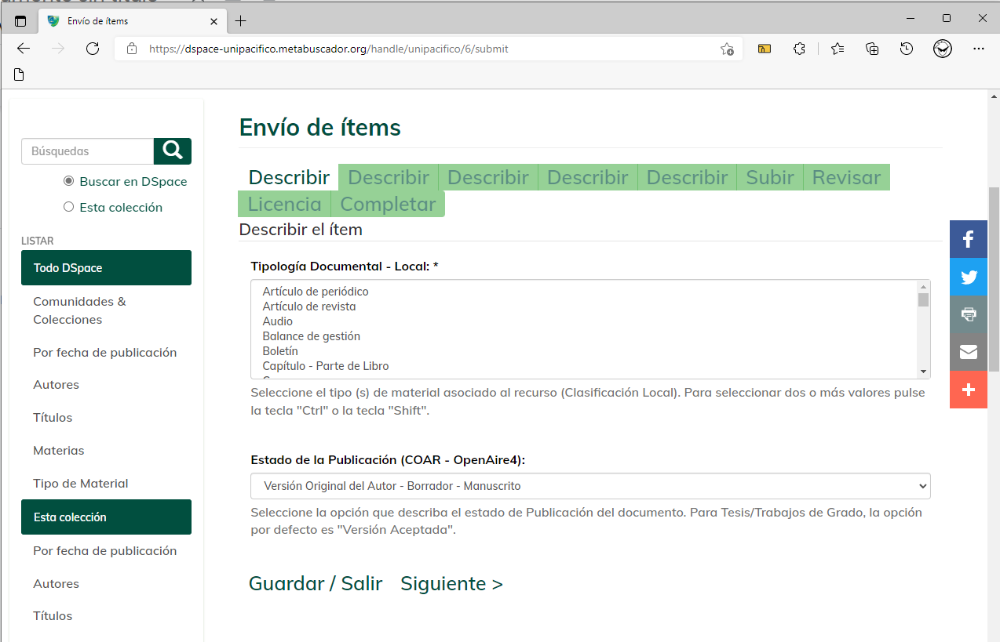 Envío de ítems
https://dspace-unipacifico.metabuscador.org/handle/unipacifico/6/submit
Búsquedas
Buscar en DSpace
Esta colección
LISTAR
Todo DSpace
Comunidades &
Colecciones
Por fecha de publicación
Autores
Títulos
Materias
Tipo de Material
Esta colección
Por fecha de publicación
Autores
Títulos
Envío de ítems
Describir Describir Describir Describir Describir Subir Revisar
Licencia Completar
Describir el ítem
Tipología Documental - Local: *
Artículo de periódico
Artículo de revista
Audio
Balance de gestión
Boletín
Capítulo - Parte de Libro
Seleccione el tipo (s) de material asociado al recurso (Clasificación Local). Para seleccionar dos o más valores pulse
la tecla "Ctrl" o la tecla "Shift".
Estado de la Publicación (COAR - OpenAire4):
Versión Original del Autor - Borrador - Manuscrito
Seleccione la opción que describa el estado de Publicación del documento. Para Tesis/Trabajos de Grado, la opción
por defecto es "Versión Aceptada".
Guardar / Salir Siguiente >